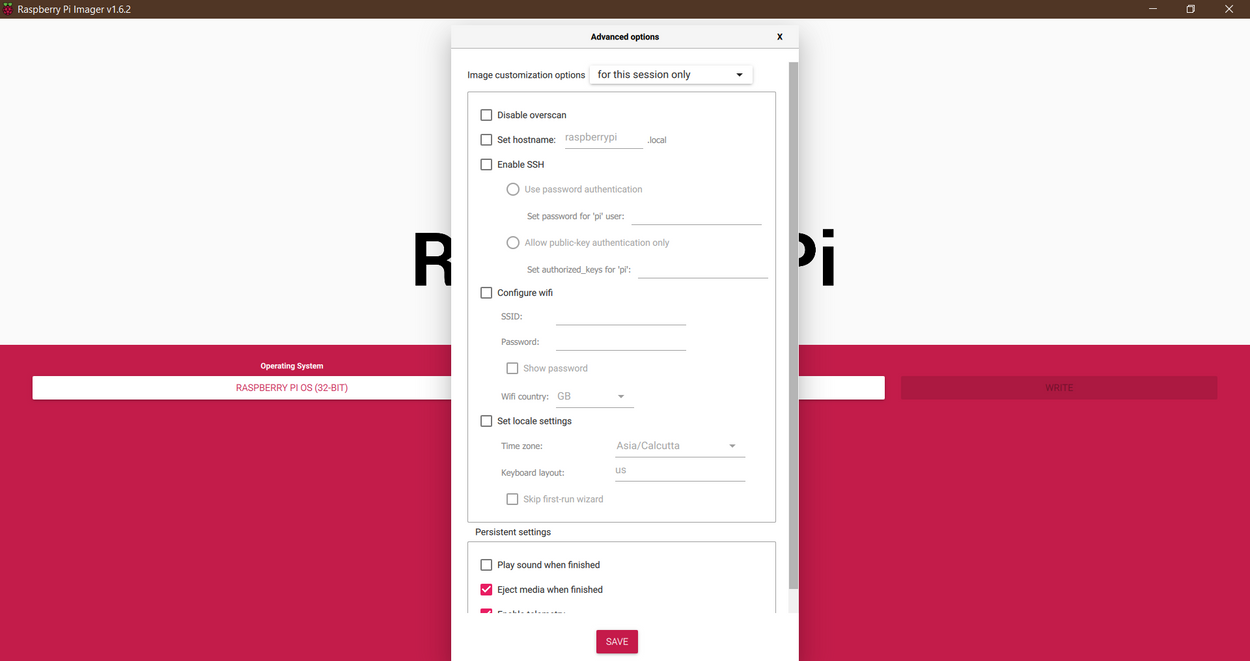 Raspberry Pi Imager v1.6.2
Advanced options X
Image customization options for this session only
Disable overscan
Set hostname: raspberrypi .local
Enable SSH
Use password authentication
Set password for 'pi' user:
Allow public-key authentication only
Set authorized_keys for 'pi':
R Pi
Configure wifi
SSID:
Password:
Show password
Wifi country: GB
Operating System
RASPBERRY PI OS (32-BIT)
WRITE
Set locale settings
Time zone: Asia/Calcutta
Keyboard layout: us
Skip first-run wizard
Persistent settings
Play sound when finished
Eject media when finished
Enable telemetry
SAVE